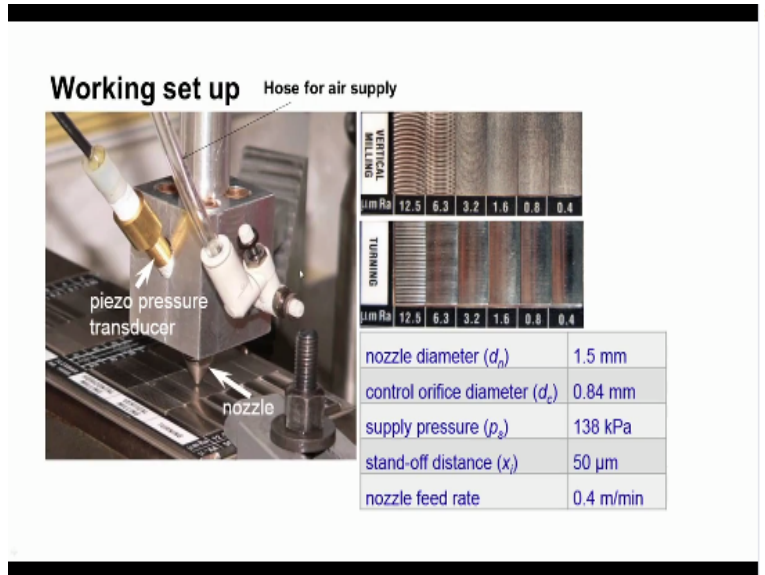 Working set up
Hose for air supply
piezo pressure
transducer
nozzle
VERTICAL
MILLING
µm Ra 12.5 6.3 3.2 1.6 0.8 0.4
TURNING
µm Ra 12.5 6.3 3.2 1.6 0.8 0.4
nozzle diameter (dn) 1.5 mm
control orifice diameter (dc) 0.84 mm
supply pressure (ps) 138 kPa
stand-off distance (xi) 50 µm
nozzle feed rate 0.4 m/min
VERTICAL
MILLING
TURNING